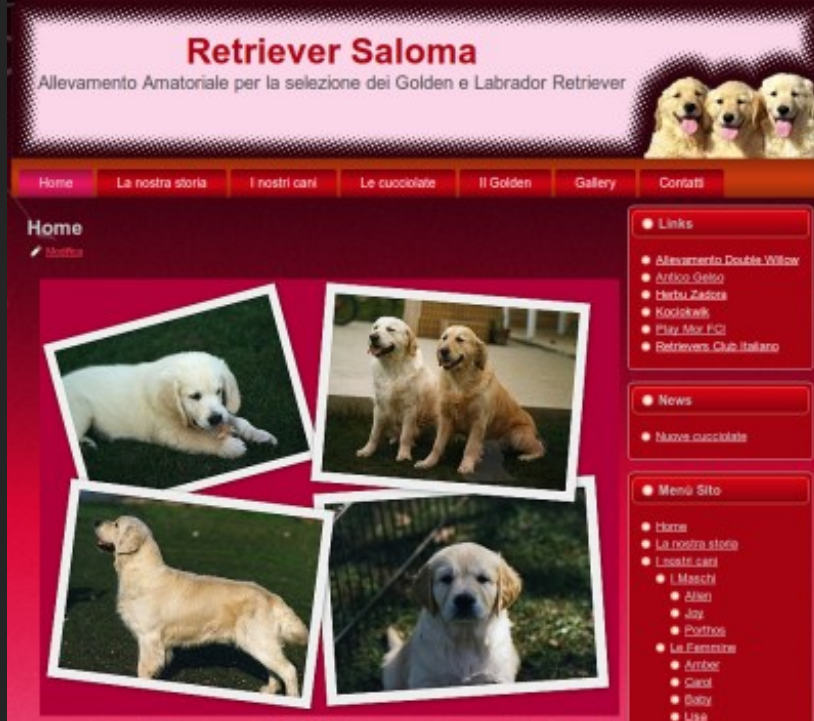 Retriever Saloma
Allevamento Amatoriale per la selezione dei Golden e Labrador Retriever
Home La nostra storia I nostri cani Le cucciolate Il Golden Gallery Contatti
Home
Modifica
Links
Allevamento Double Willow
Antico Gelso
Herbu Zadora
Kociokwik
Play Mor FCI
Retrievers Club Italiano
News
Nuove cucciolate
Menù Sito
Home
La nostra storia
I nostri cani
I Maschi
Alien
Joy
Porthos
Le Femmine
Amber
Carol
Baby
Lisa